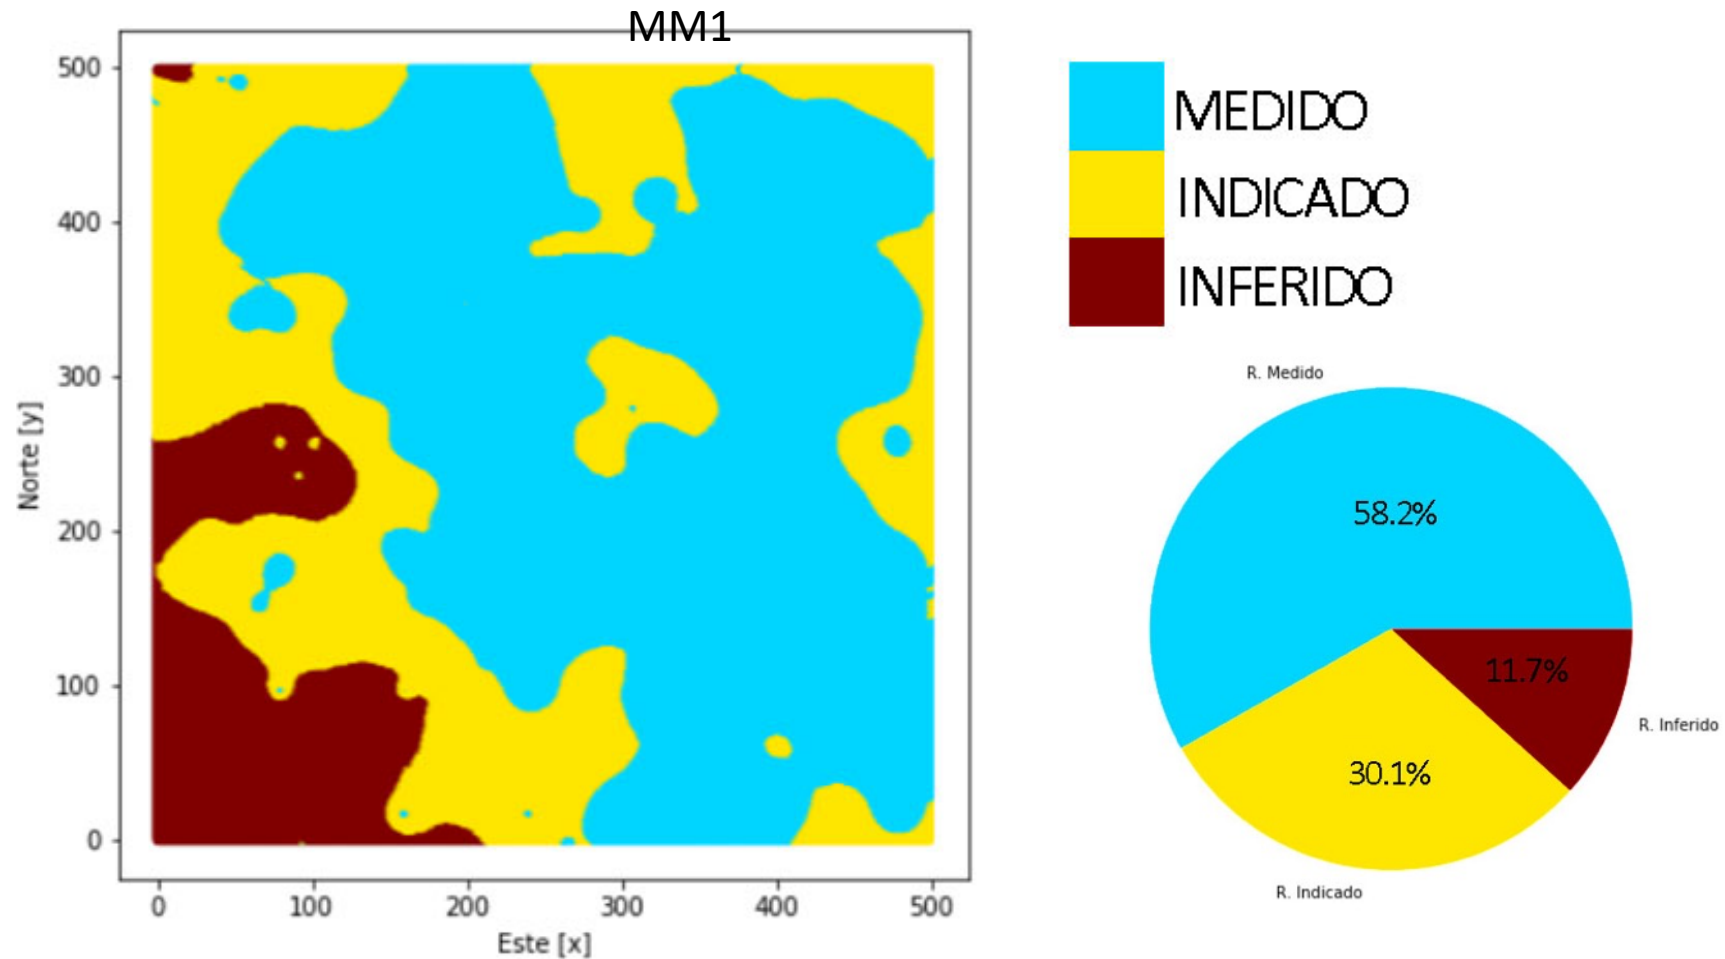 MM1
500
400
300
200
100
0
Norte [y]
0 100 200 300 400 500
Este [x]
MEDIDO
INDICADO
INFERIDO
R. Medido
58.2%
11.7%
R. Inferido
30.1%
R. Indicado